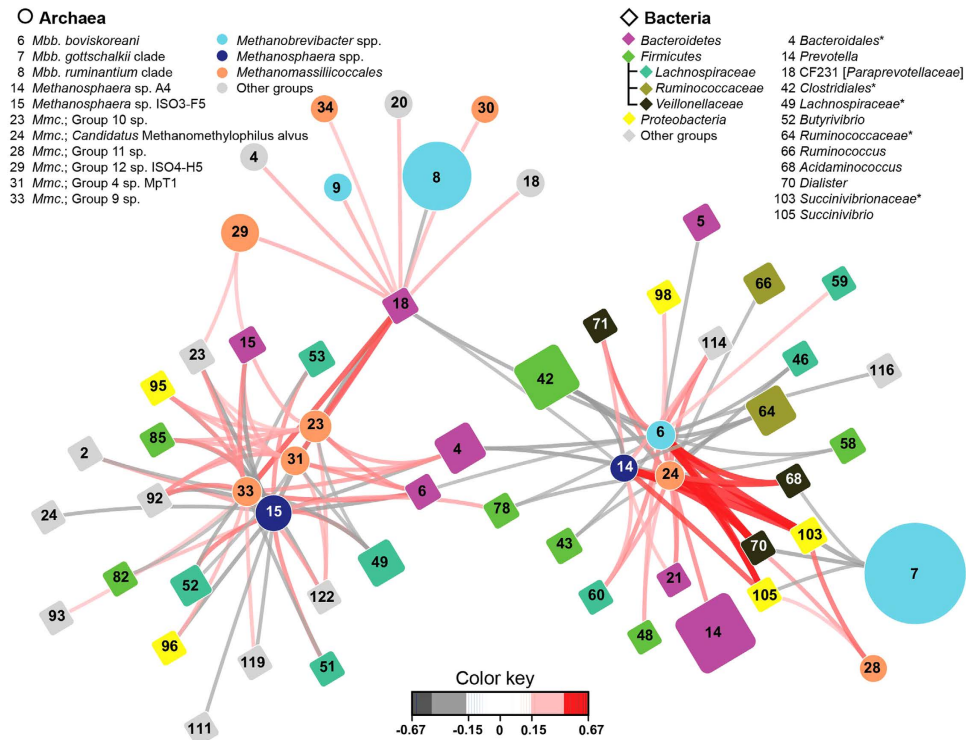 Archaea
6 Mbb. boviskoreani
7 Mbb. gottschalkii clade
8 Mbb. ruminantium clade
14 Methanosphaera sp. A4
15 Methanosphaera sp. ISO3-F5
23 Mmc.; Group 10 sp.
24 Mmc.; Candidatus Methanomethylophilus alvus
28 Mmc.; Group 11 sp.
29 Mmc.; Group 12 sp. ISO4-H5
31 Mmc.; Group 4 sp. MpT1
33 Mmc.; Group 9 sp.
Methanobrevibacter spp.
Methanosphaera spp.
Methanomassiliicoccales
Other groups
Bacteria
Bacteroidetes
Firmicutes
Lachnospiraceae
Ruminococcaceae
Veillonellaceae
Proteobacteria
Other groups
4 Bacteroidales*
14 Prevotella
18 CF231 [Paraprevotellaceae]
42 Clostridiales*
49 Lachnospiraceae*
52 Butyrivibrio
64 Ruminococcaceae*
66 Ruminococcus
68 Acidaminococcus
70 Dialister
103 Succinivibrionaceae*
105 Succinivibrio
34
20
30
4
9
8
18
29
18
5
66
59
98
71
114
46
116
42
64
6
58
14
24
68
4
6
78
43
103
70
7
105
21
60
14
48
28
23
15
53
95
23
85
31
2
33
92
15
24
49
82
52
122
93
96
119
51
111
Color key
-0.67 -0.15 0 0.15 0.67